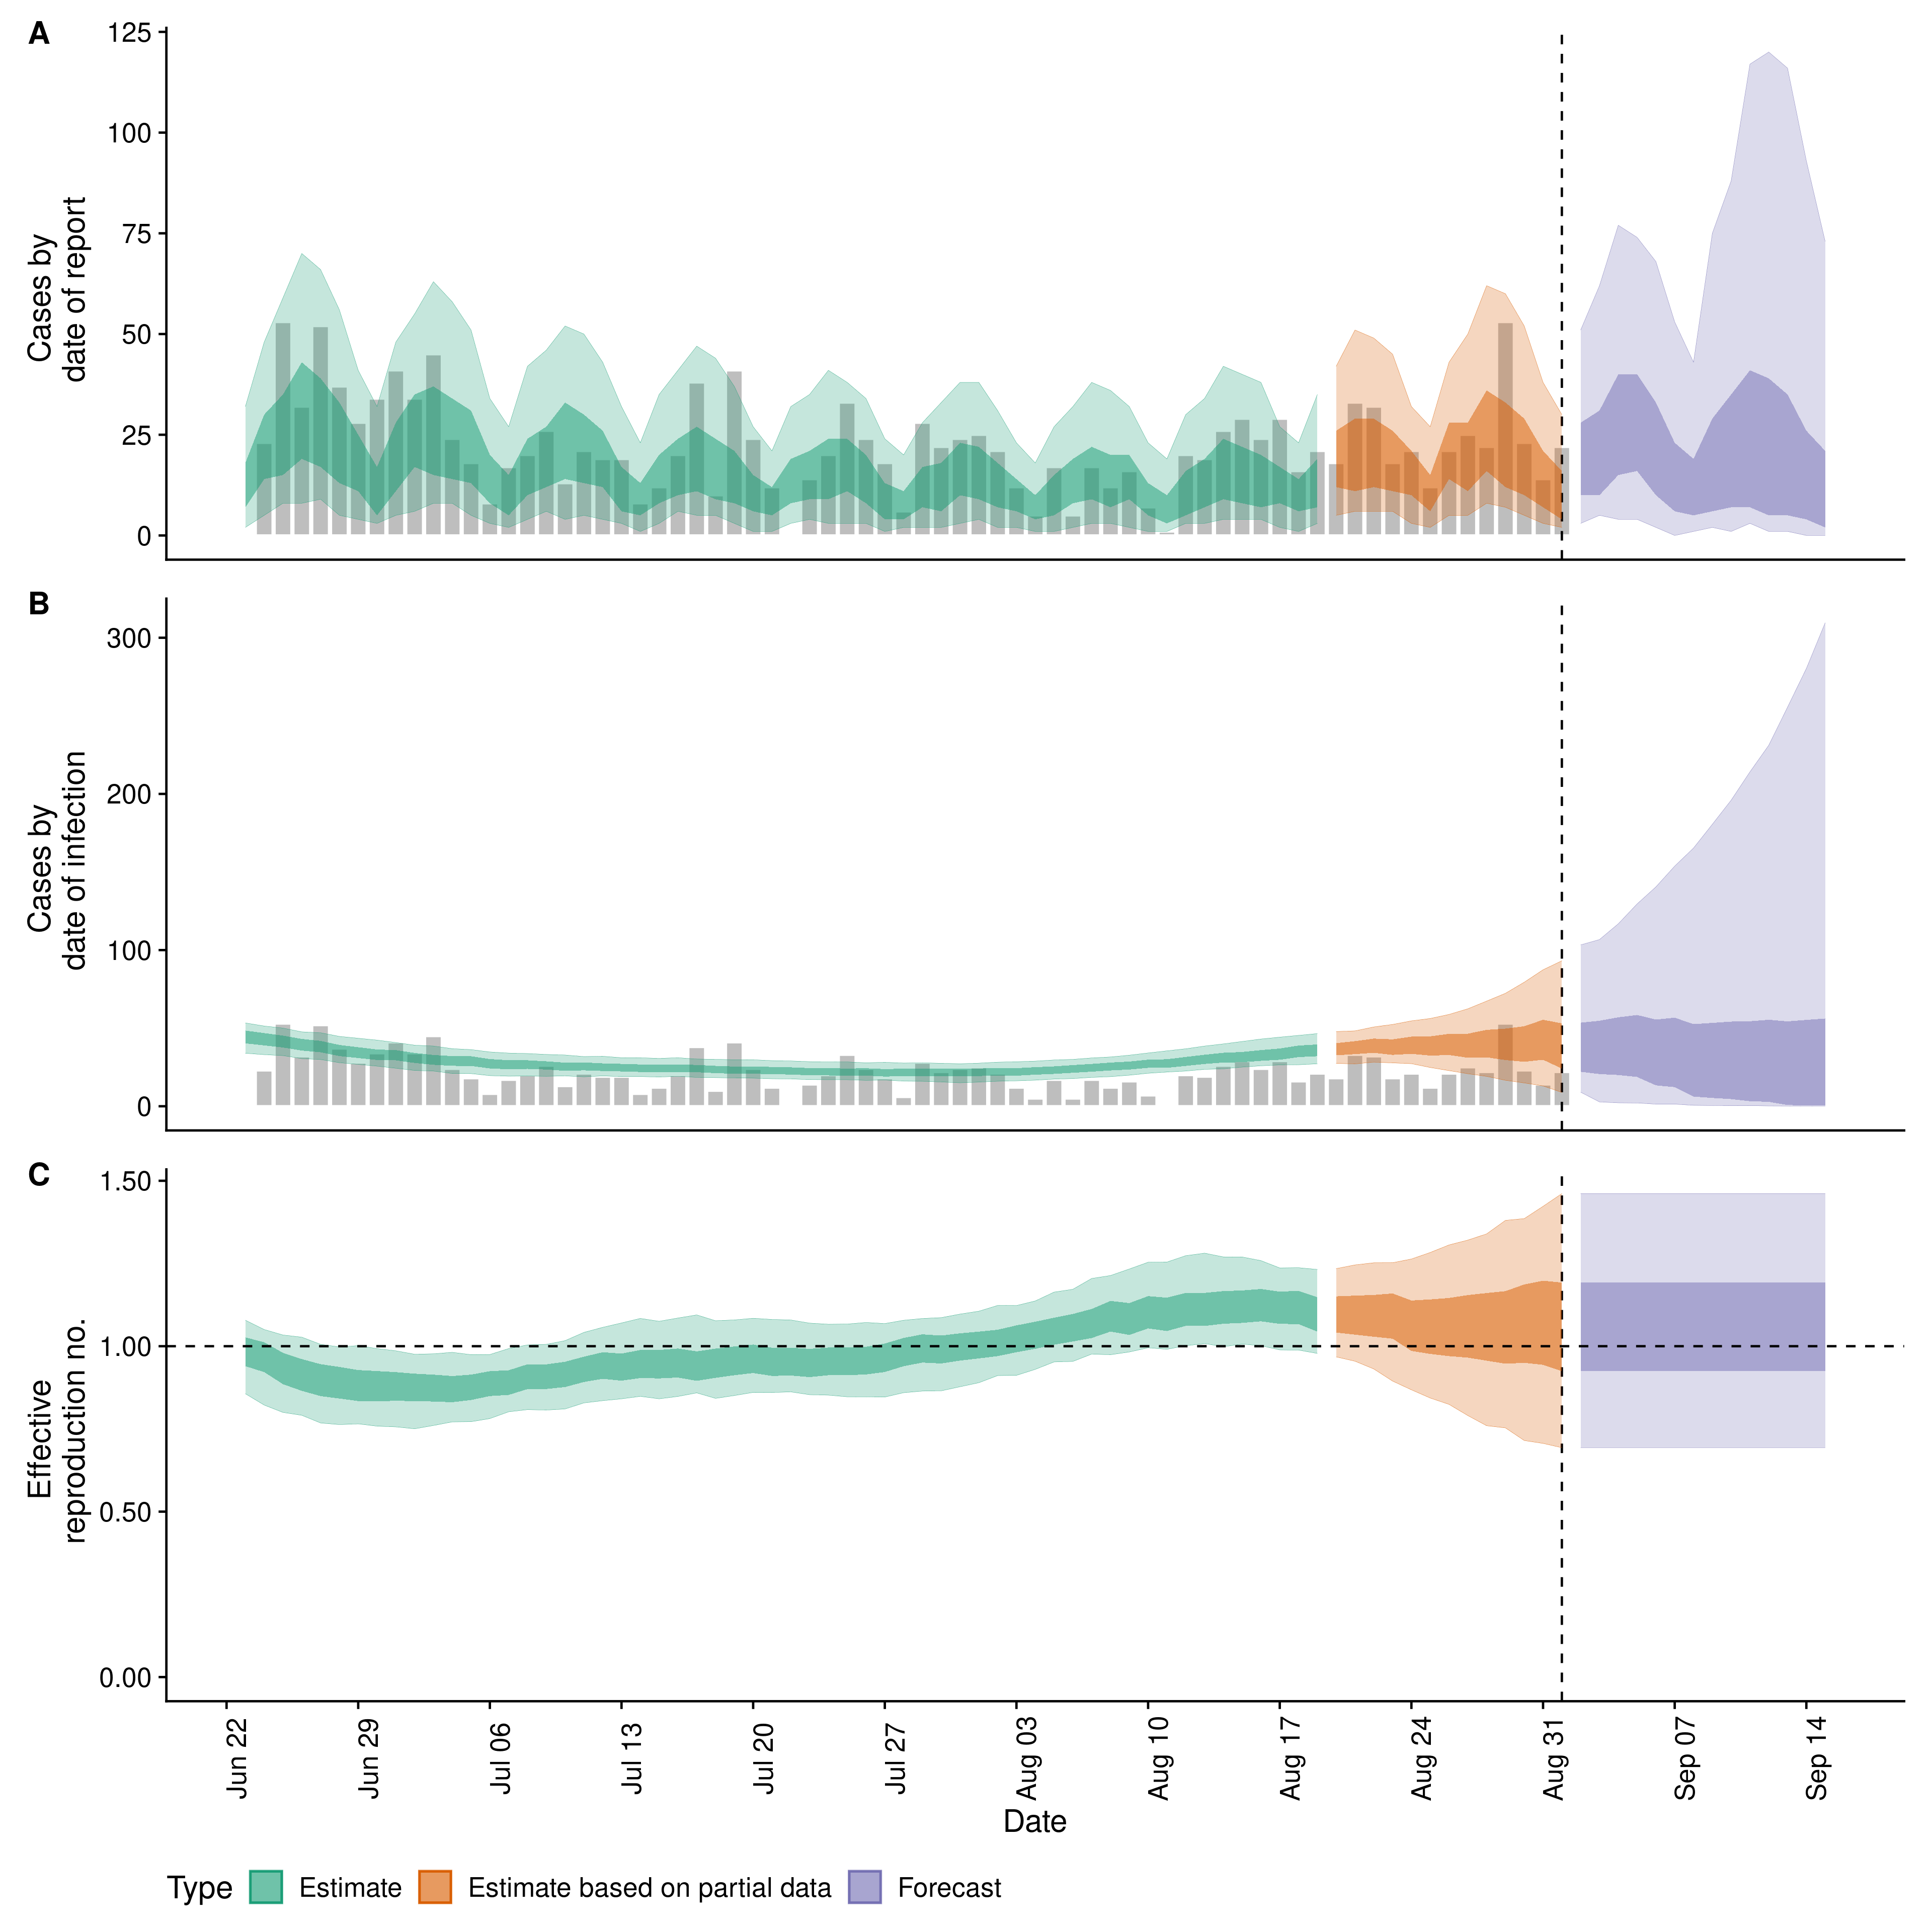 A
125
100
75
50
25
0
Cases by
date of report
B
300
200
100
0
Cases by
date of infection
C
1.50
1.00
0.50
0.00
Effective
reproduction no.
Jun 22
Jun 29
Jul 06
Jul 13
Jul 20
Jul 27
Aug 03
Aug 10
Aug 17
Aug 24
Aug 31
Sep 07
Sep 14
Date
Type Estimate Estimate based on partial data Forecast